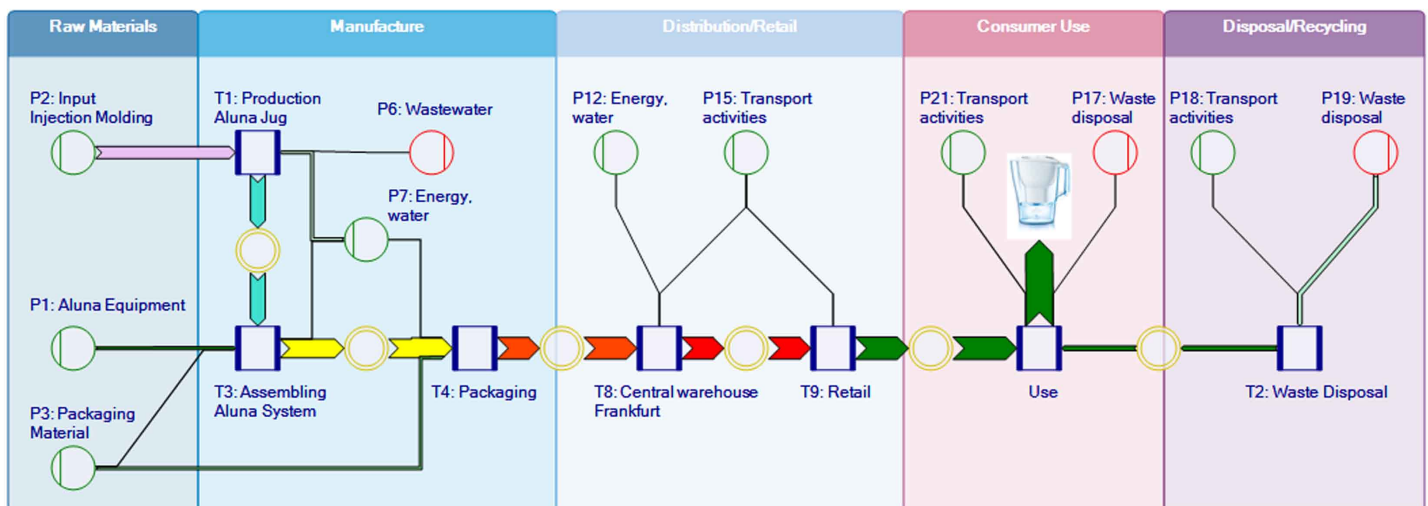 Raw Materials
Manufacture
Distribution/Retail
Consumer Use
Disposal/Recycling
P2: Input
Injection Molding
T1: Production
Aluna Jug
P6: Wastewater
P7: Energy,
water
P12: Energy,
water
P15: Transport
activities
P21: Transport
activities
P17: Waste
disposal
P18: Transport
activities
P19: Waste
disposal
P1: Aluna Equipment
P3: Packaging
Material
T3: Assembling
Aluna System
T4: Packaging
T8: Central warehouse
Frankfurt
T9: Retail
Use
T2: Waste Disposal